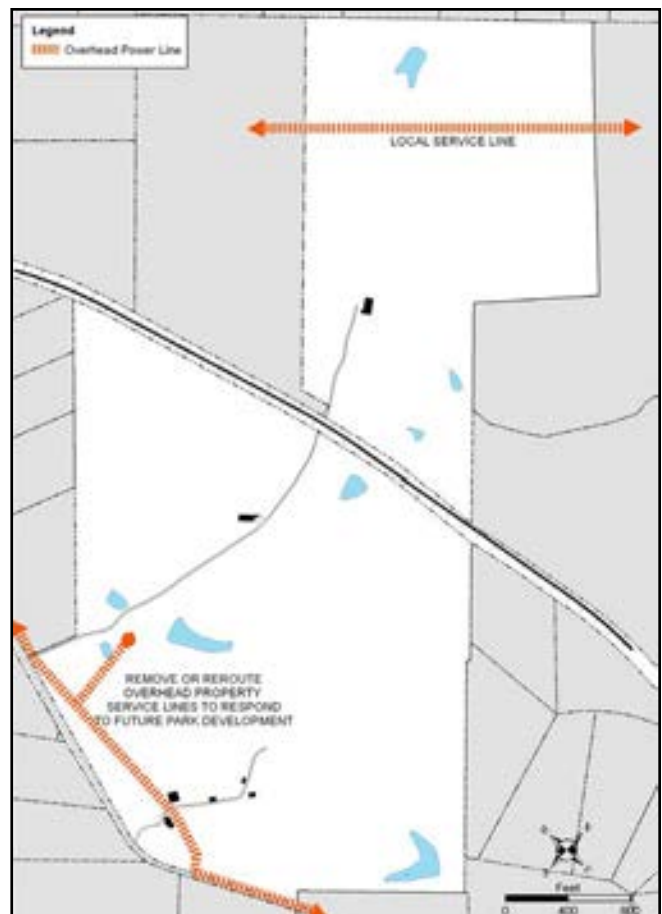 Legend
Overhead Power Line
LOCAL SERVICE LINE
REMOVE OR REROUTE
OVERHEAD PROPERTY
SERVICE LINES TO RESPOND
TO FUTURE PARK DEVELOPMENT
Feet
0 400 800